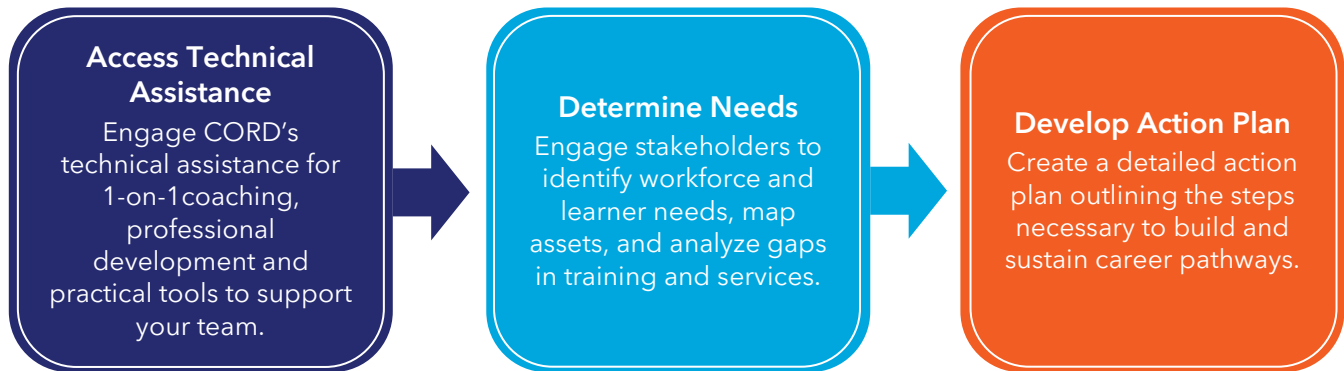 Access Technical
Assistance
Engage CORD’s
technical assistance for
1-on-1coaching,
professional
development and
practical tools to support
your team.
Determine Needs
Engage stakeholders to
identify workforce and
learner needs, map
assets, and analyze gaps
in training and services.
Develop Action Plan
Create a detailed action
plan outlining the steps
necessary to build and
sustain career pathways.